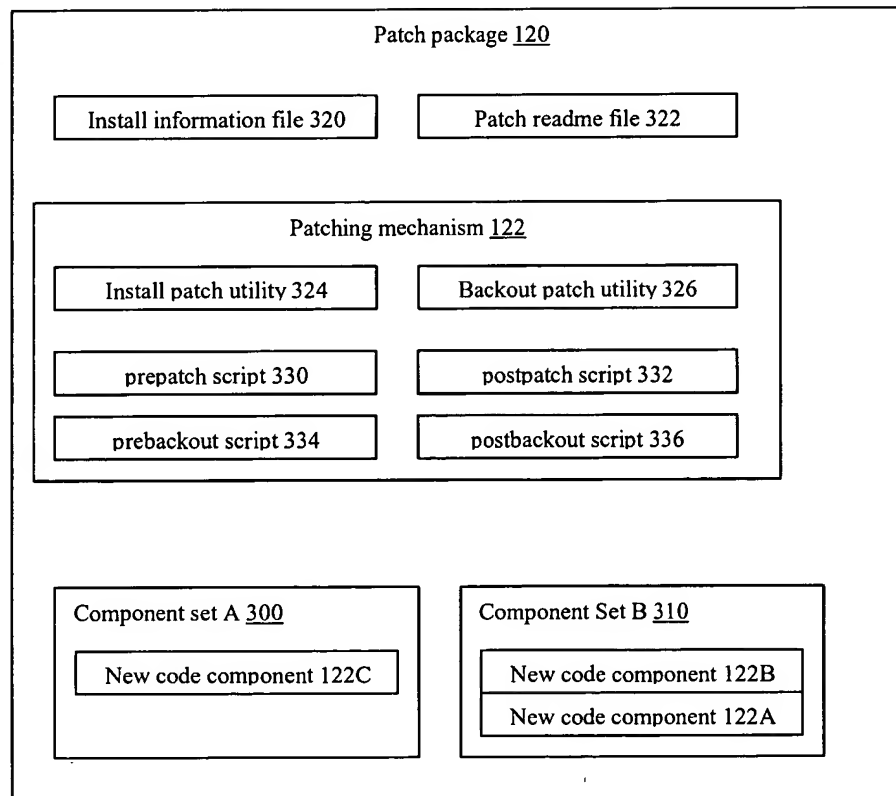 Patch package 120
Install information file 320
Patch readme file 322
Patching mechanism 122
Install patch utility 324
Backout patch utility 326
prepatch script 330
postpatch script 332
prebackout script 334
postbackout script 336
Component set A 300
New code component 122C
Component Set B 310
New code component 122B
New code component 122A